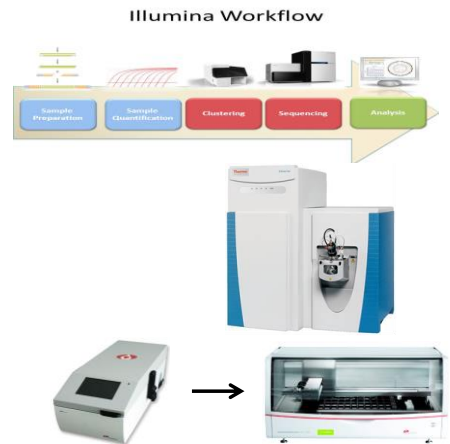 Illumina Workflow
Sample
Preparation
Sample
Quantification
Clustering
Sequencing
Analysis